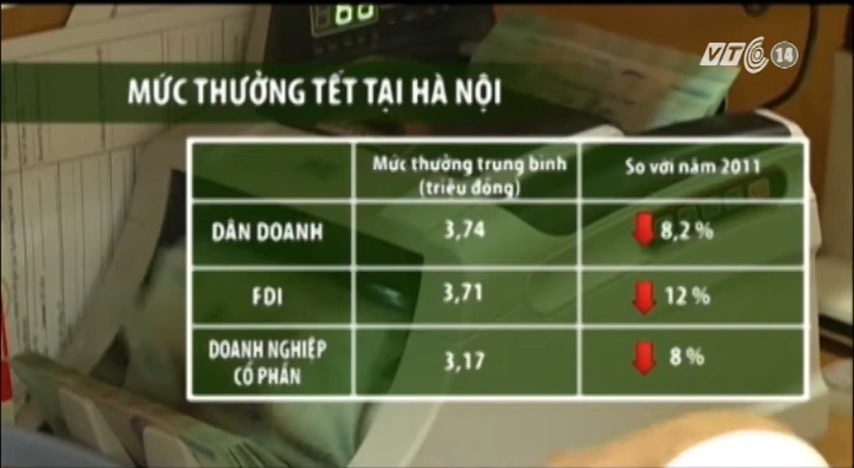 VTC 14
MỨC THƯỞNG TẾT TẠI HÀ NỘI
Mức thưởng trung bình
(triệu đồng)
So với năm 2011
DÂN DOANH
3,74
8,2 %
FDI
3,71
12 %
DOANH NGHIỆP
CỔ PHẦN
3,17
8 %